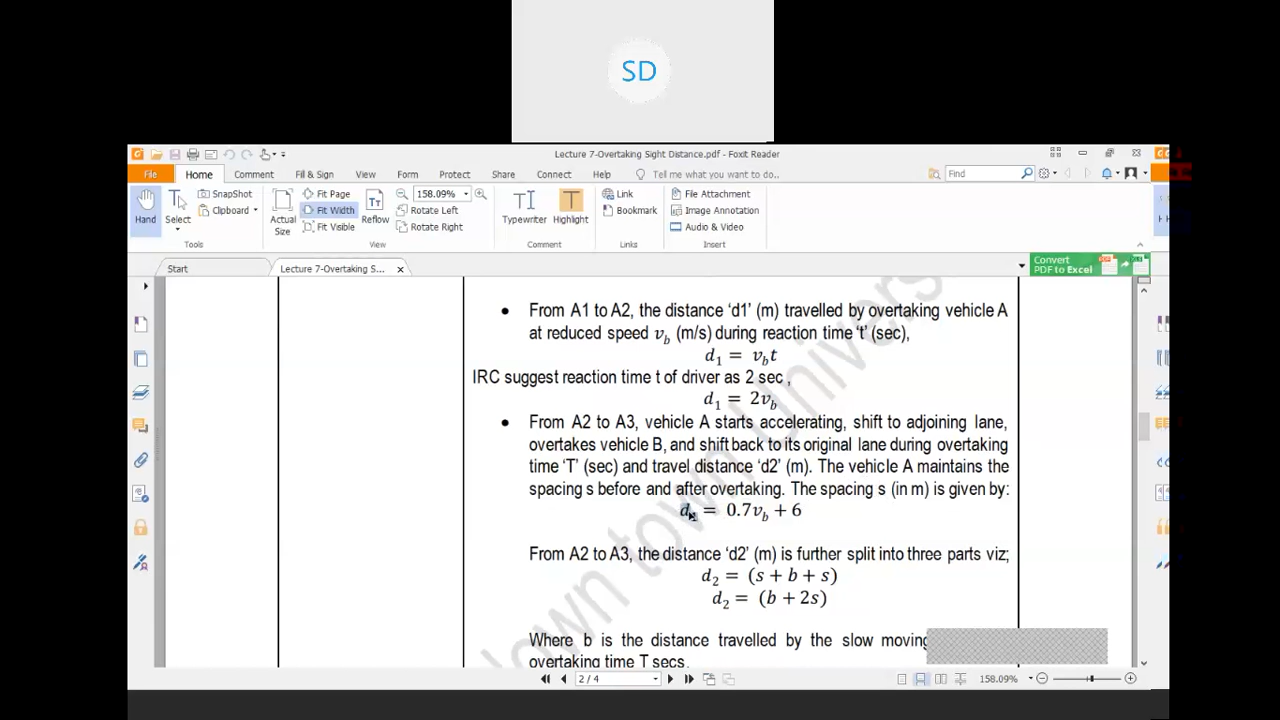 SD
Lecture 7-Overtaking Sight Distance.pdf - Foxit Reader
File Home Comment Fill & Sign View Form Protect Share Connect Help Tell me what you want to do.. Find
Hand
Select
SnapShot
Clipboard
Tools
Actual Size
Fit Page
Fit Width
Fit Visible
Reflow
158.09%
Rotate Left
Rotate Right
View
Typewriter
Highlight
Comment
Link
Bookmark
Links
File Attachment
Image Annotation
Audio & Video
Insert
Start
Lecture 7-Overtaking S... ×
Convert
PDF to Excel
• From A1 to A2, the distance ‘d1’ (m) travelled by overtaking vehicle A
at reduced speed v_b (m/s) during reaction time ‘t’ (sec),
d_1 = v_b t
IRC suggest reaction time t of driver as 2 sec ,
d_1 = 2v_b
• From A2 to A3, vehicle A starts accelerating, shift to adjoining lane,
overtakes vehicle B, and shift back to its original lane during overtaking
time ‘T’ (sec) and travel distance ‘d2’ (m). The vehicle A maintains the
spacing s before and after overtaking. The spacing s (in m) is given by:
d_1 = 0.7v_b + 6
From A2 to A3, the distance ‘d2’ (m) is further split into three parts viz;
d_2 = (s + b + s)
d_2 = (b + 2s)
Where b is the distance travelled by the slow moving
overtaking time T secs.
2 / 4
158.09%